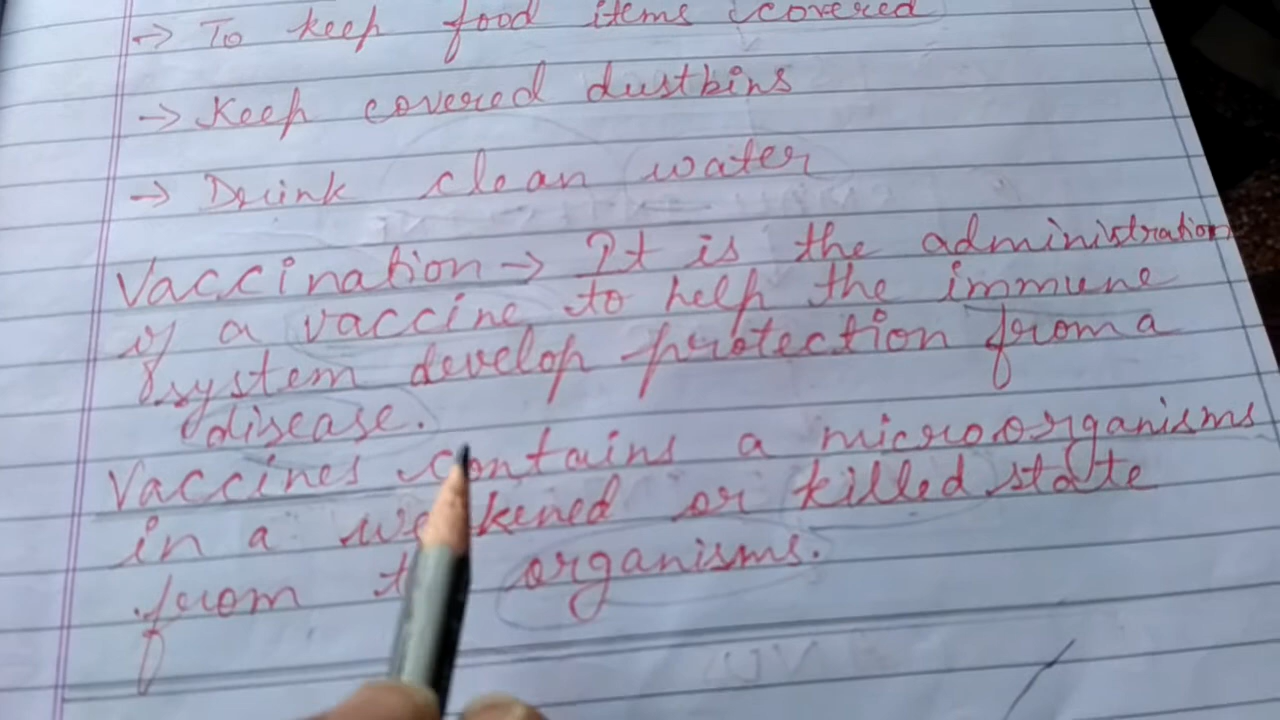 → To keep food items covered
→ Keep covered dustbins
→ Drink clean water
Vaccination → It is the administration
of a vaccine to help the immune
system develop protection from a
disease.
Vaccines contains a microorganisms
in a kened or killed state
from organisms.